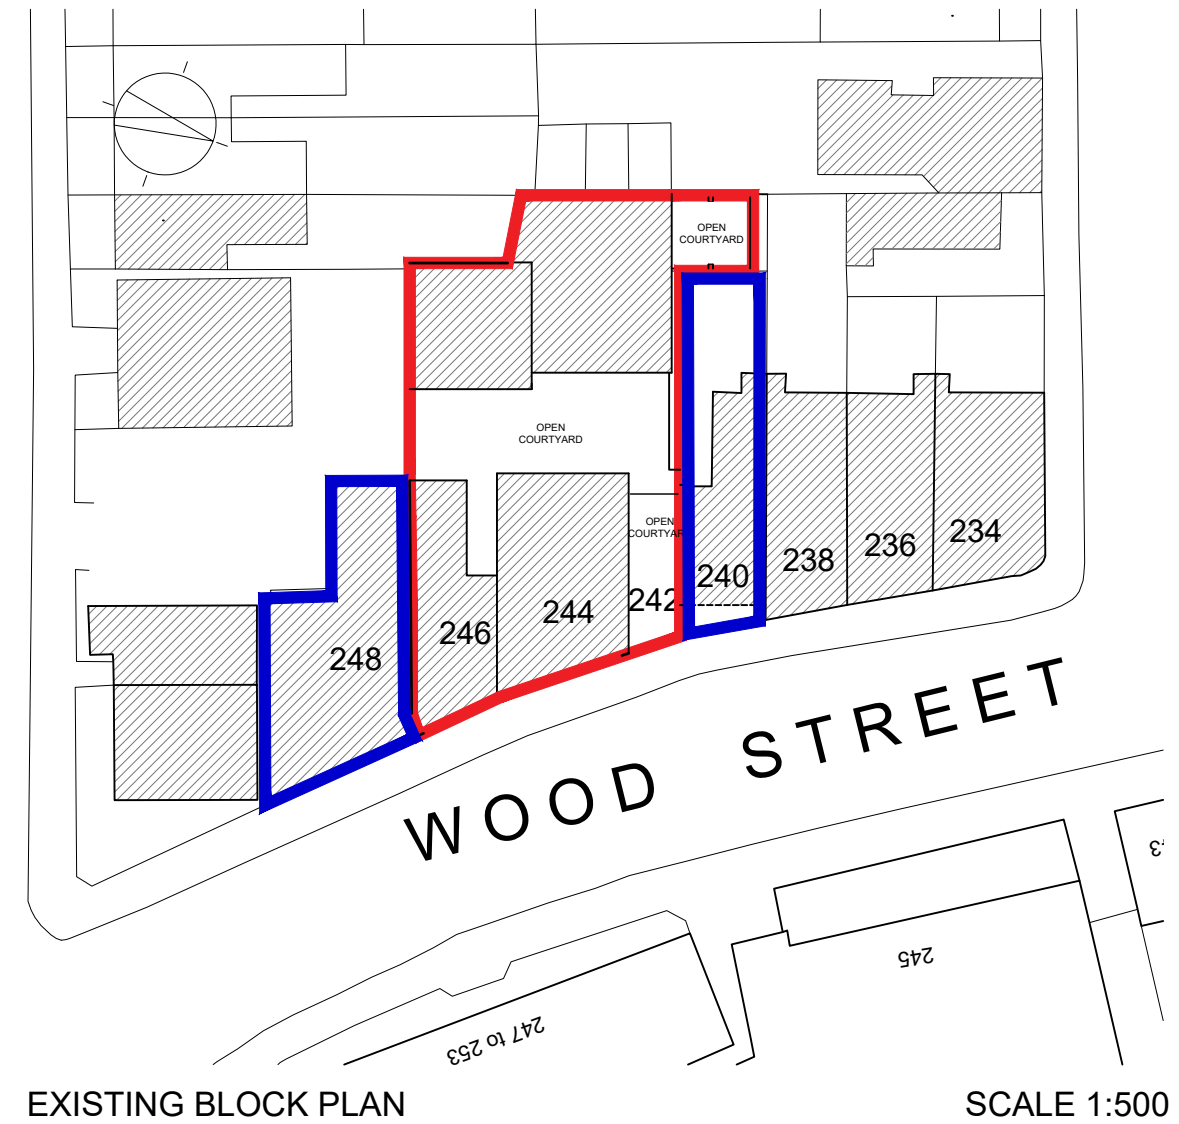 OPEN
COURTYARD
OPEN
COURTYARD
OPEN
COURTYAR
234
236
238
240
242
244
246
248
WOOD STREET
245
247 to 253
EXISTING BLOCK PLAN
SCALE 1:500